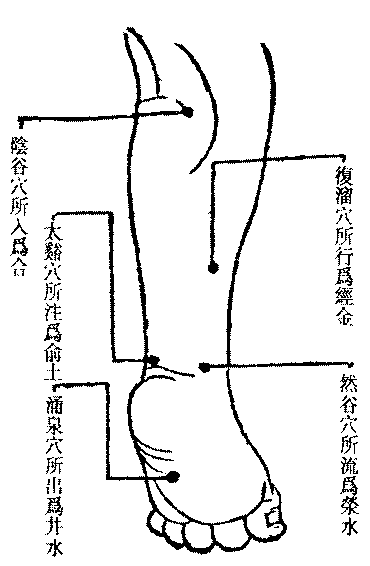 復溜穴所行爲經金
然谷穴所流爲滎水
陰谷穴所入爲合
太谿穴所注爲俞土
涌泉穴所出爲井水